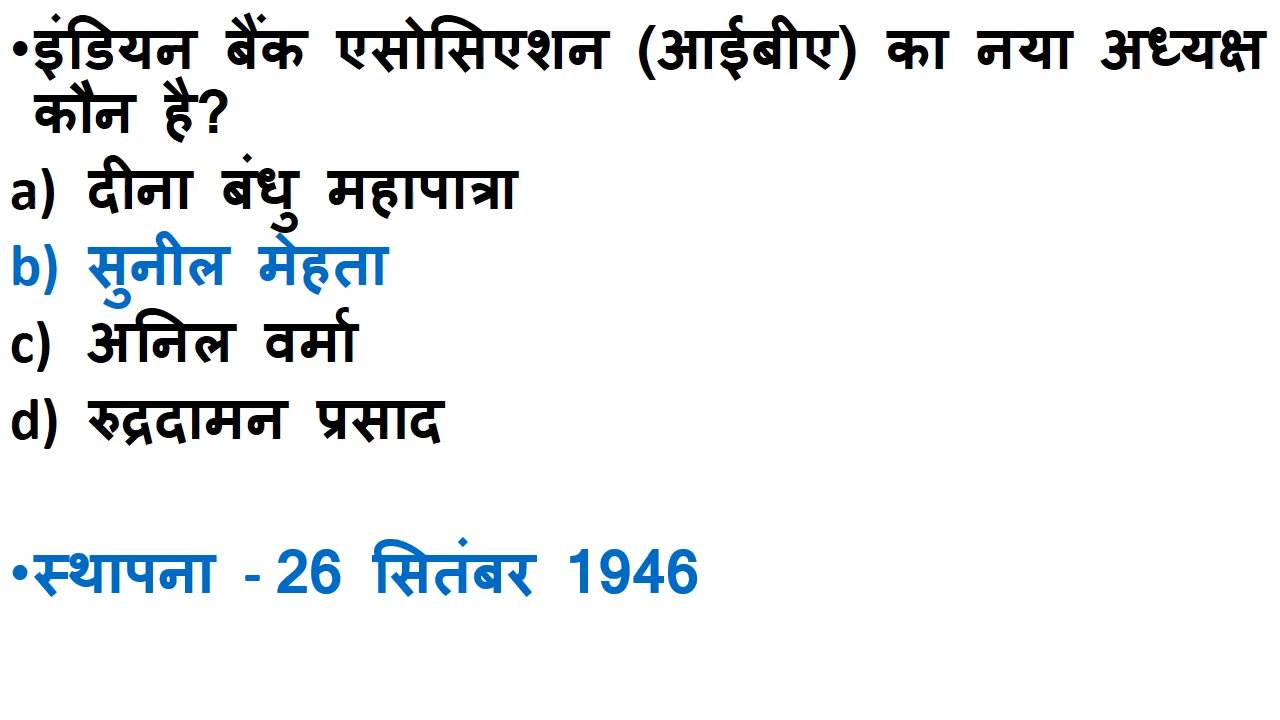 •इंडियन बैंक एसोसिएशन (आईबीए) का नया अध्यक्ष
कौन है?
a) दीना बंधु महापात्रा
b) सुनील मेहता
c) अनिल वर्मा
d) रुद्रदामन प्रसाद
•स्थापना - 26 सितंबर 1946